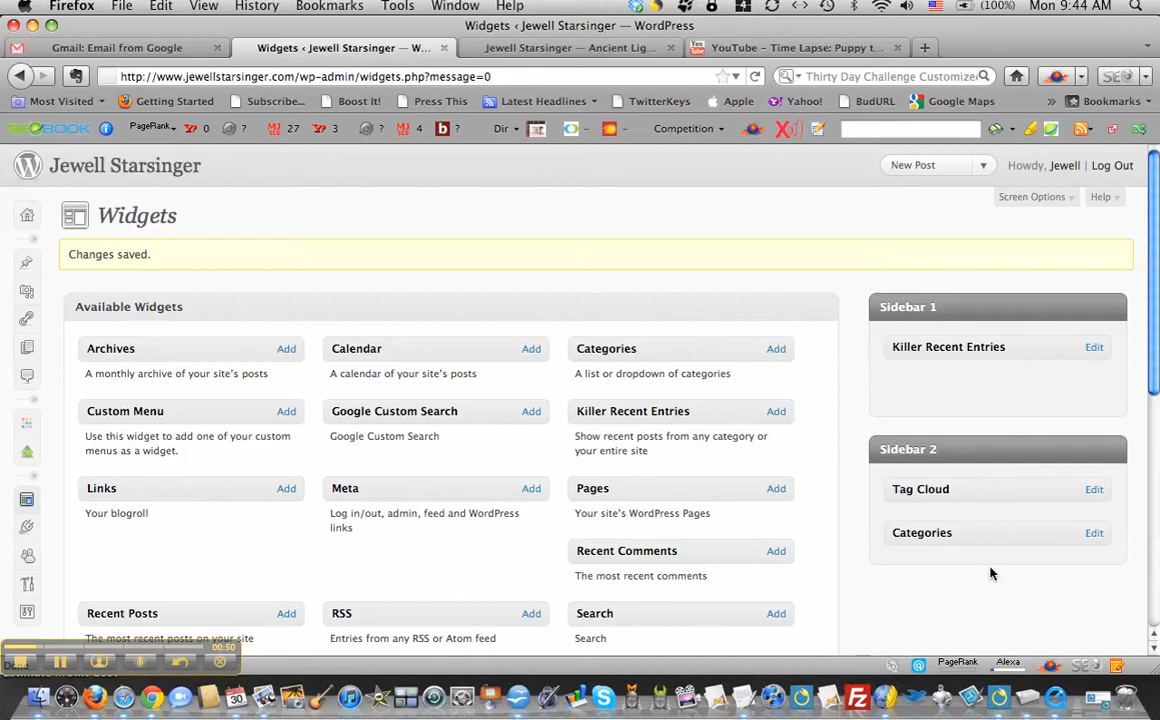 Firefox File Edit View History Bookmarks Tools Window Help (100%) Mon 9:44 AM
Widgets ‹ Jewell Starsinger — WordPress
Gmail: Email from Google
Widgets ‹ Jewell Starsinger — W...
Jewell Starsinger — Ancient Lig...
YouTube – Time Lapse: Puppy t...
http://www.jewellstarsinger.com/wp-admin/widgets.php?message=0
Thirty Day Challenge Customize
Most Visited Getting Started Subscribe... Boost It! Press This Latest Headlines TwitterKeys Apple Yahoo! BudURL Google Maps » Bookmarks
SEOBOOK PageRank 0 ? 27 3 ? 4 b ? Dir Competition
Jewell Starsinger
New Post
Howdy, Jewell | Log Out
Screen Options Help
Widgets
Changes saved.
Available Widgets
Archives Add
A monthly archive of your site's posts
Calendar Add
A calendar of your site's posts
Categories Add
A list or dropdown of categories
Custom Menu Add
Use this widget to add one of your custom
menus as a widget.
Google Custom Search Add
Google Custom Search
Killer Recent Entries Add
Show recent posts from any category or
your entire site
Links Add
Your blogroll
Meta Add
Log in/out, admin, feed and WordPress
links
Pages Add
Your site's WordPress Pages
Recent Comments Add
The most recent comments
Recent Posts Add
The most recent posts on your site
RSS Add
Entries from any RSS or Atom feed
Search Add
Search
Sidebar 1
Killer Recent Entries Edit
Sidebar 2
Tag Cloud Edit
Categories Edit
00:50
Done
PageRank Alexa
30